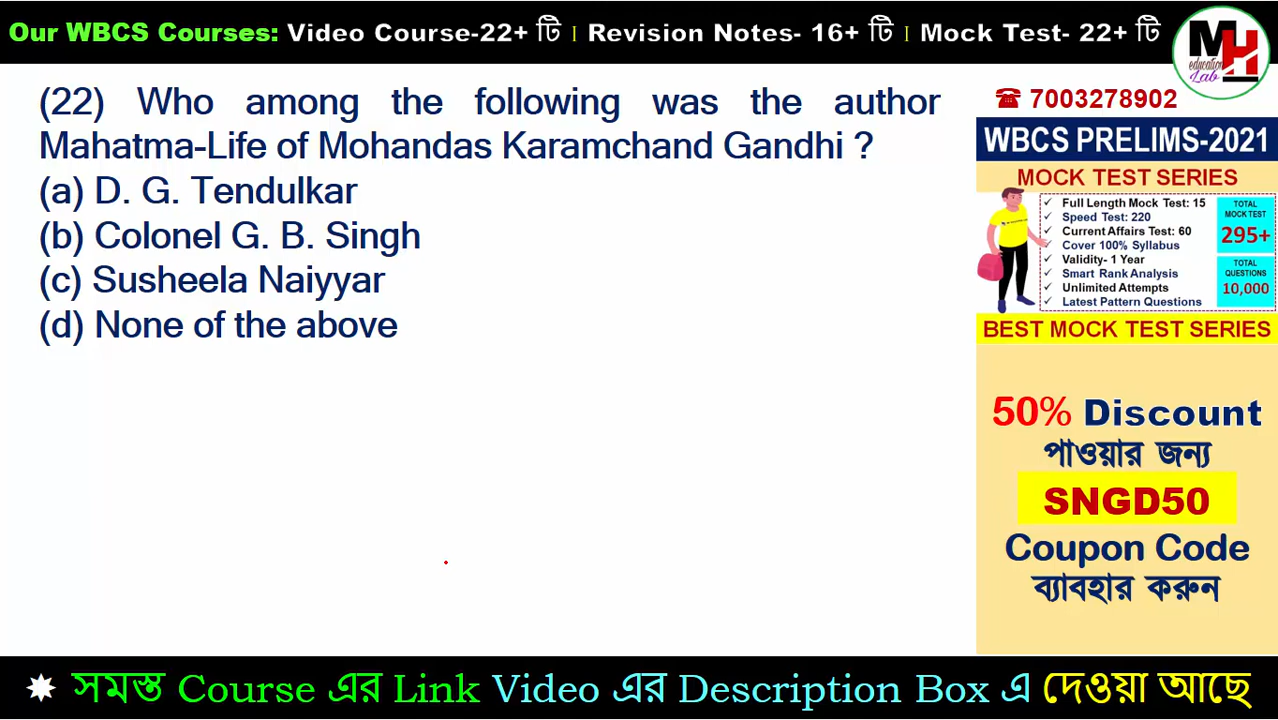 Our WBCS Courses: Video Course-22+ টি । Revision Notes- 16+ টি । Mock Test- 22+ টি
MH
education
Lab
(22) Who among the following was the author
Mahatma-Life of Mohandas Karamchand Gandhi ?
(a) D. G. Tendulkar
(b) Colonel G. B. Singh
(c) Susheela Naiyyar
(d) None of the above
☎ 7003278902
WBCS PRELIMS-2021
MOCK TEST SERIES
✓ Full Length Mock Test: 15
✓ Speed Test: 220
✓ Current Affairs Test: 60
✓ Cover 100% Syllabus
✓ Validity- 1 Year
✓ Smart Rank Analysis
✓ Unlimited Attempts
✓ Latest Pattern Questions
TOTAL
MOCK TEST
295+
TOTAL
QUESTIONS
10,000
BEST MOCK TEST SERIES
50% Discount
পাওয়ার জন্য
SNGD50
Coupon Code
ব্যাবহার করুন
✸ সমস্ত Course এর Link Video এর Description Box এ দেওয়া আছে